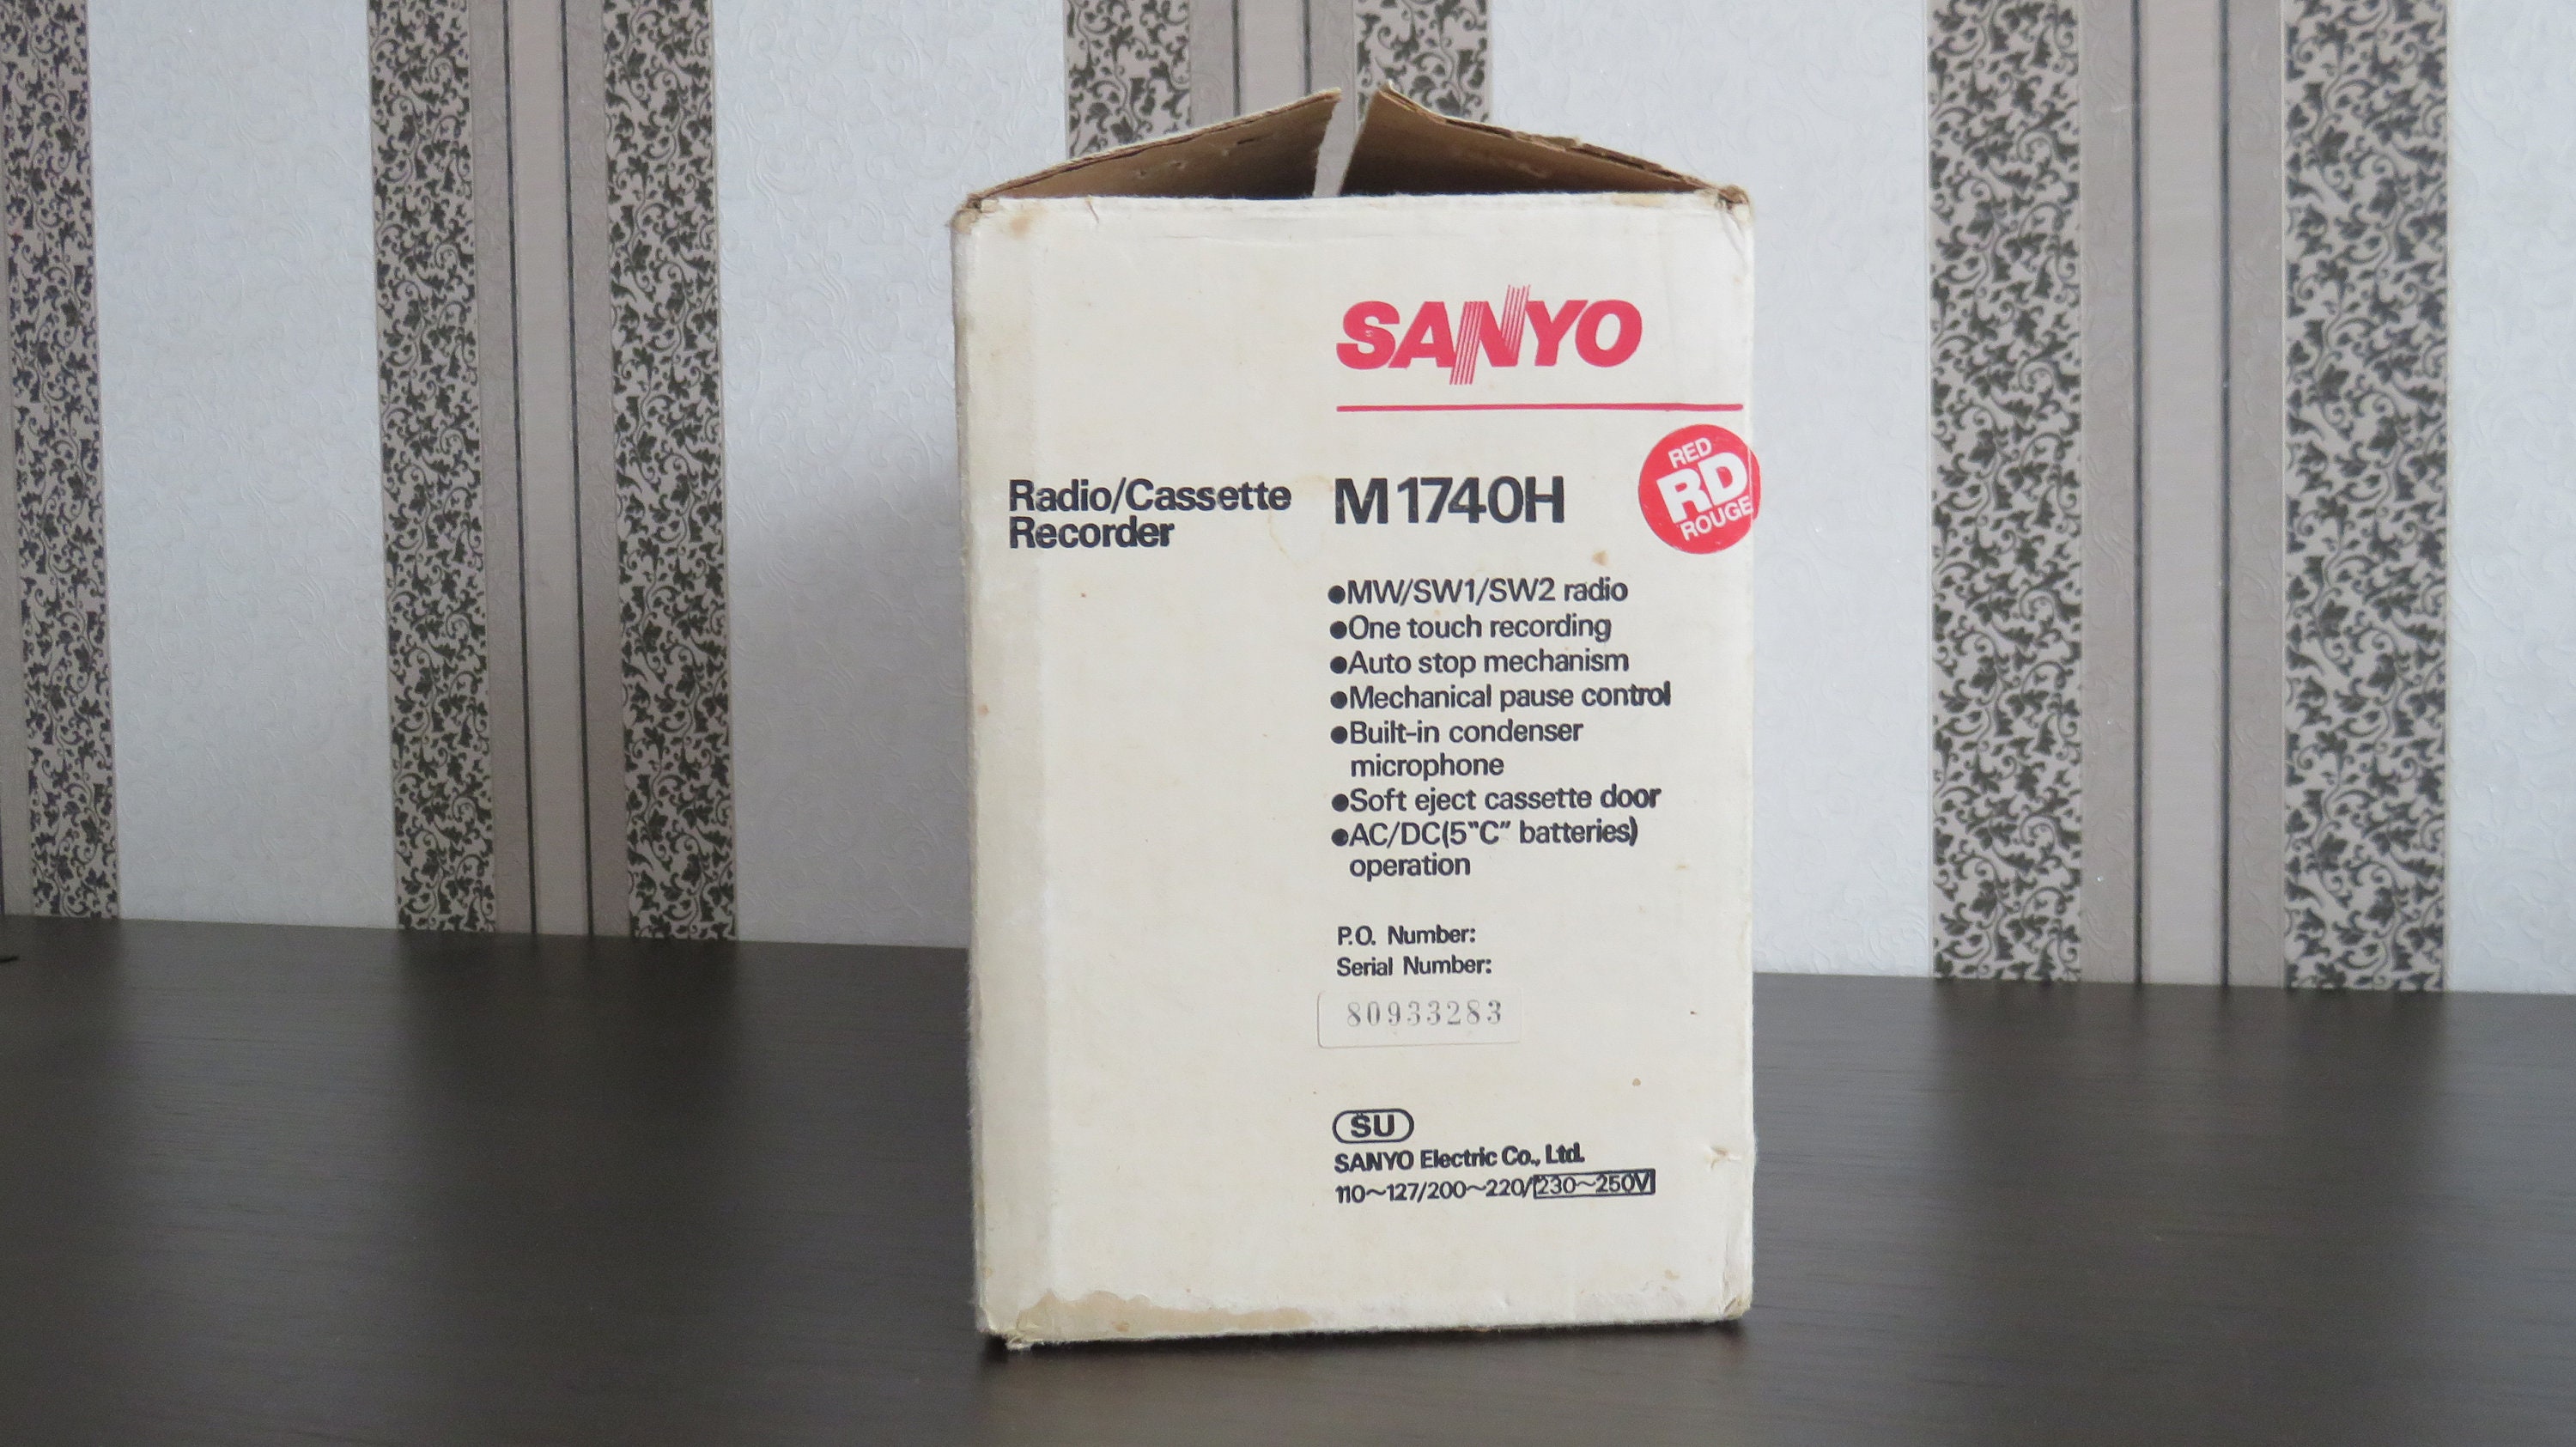 SANYO
Radio/Cassette
Recorder
M1740H
RED
RD
ROUGE
●MW/SW1/SW2 radio
●One touch recording
●Auto stop mechanism
●Mechanical pause control
●Built-in condenser
microphone
●Soft eject cassette door
●AC/DC(5"C" batteries)
operation
P.O. Number:
Serial Number:
80933283
SU
SANYO Electric Co., Ltd.
110~127/200~220/230~250V